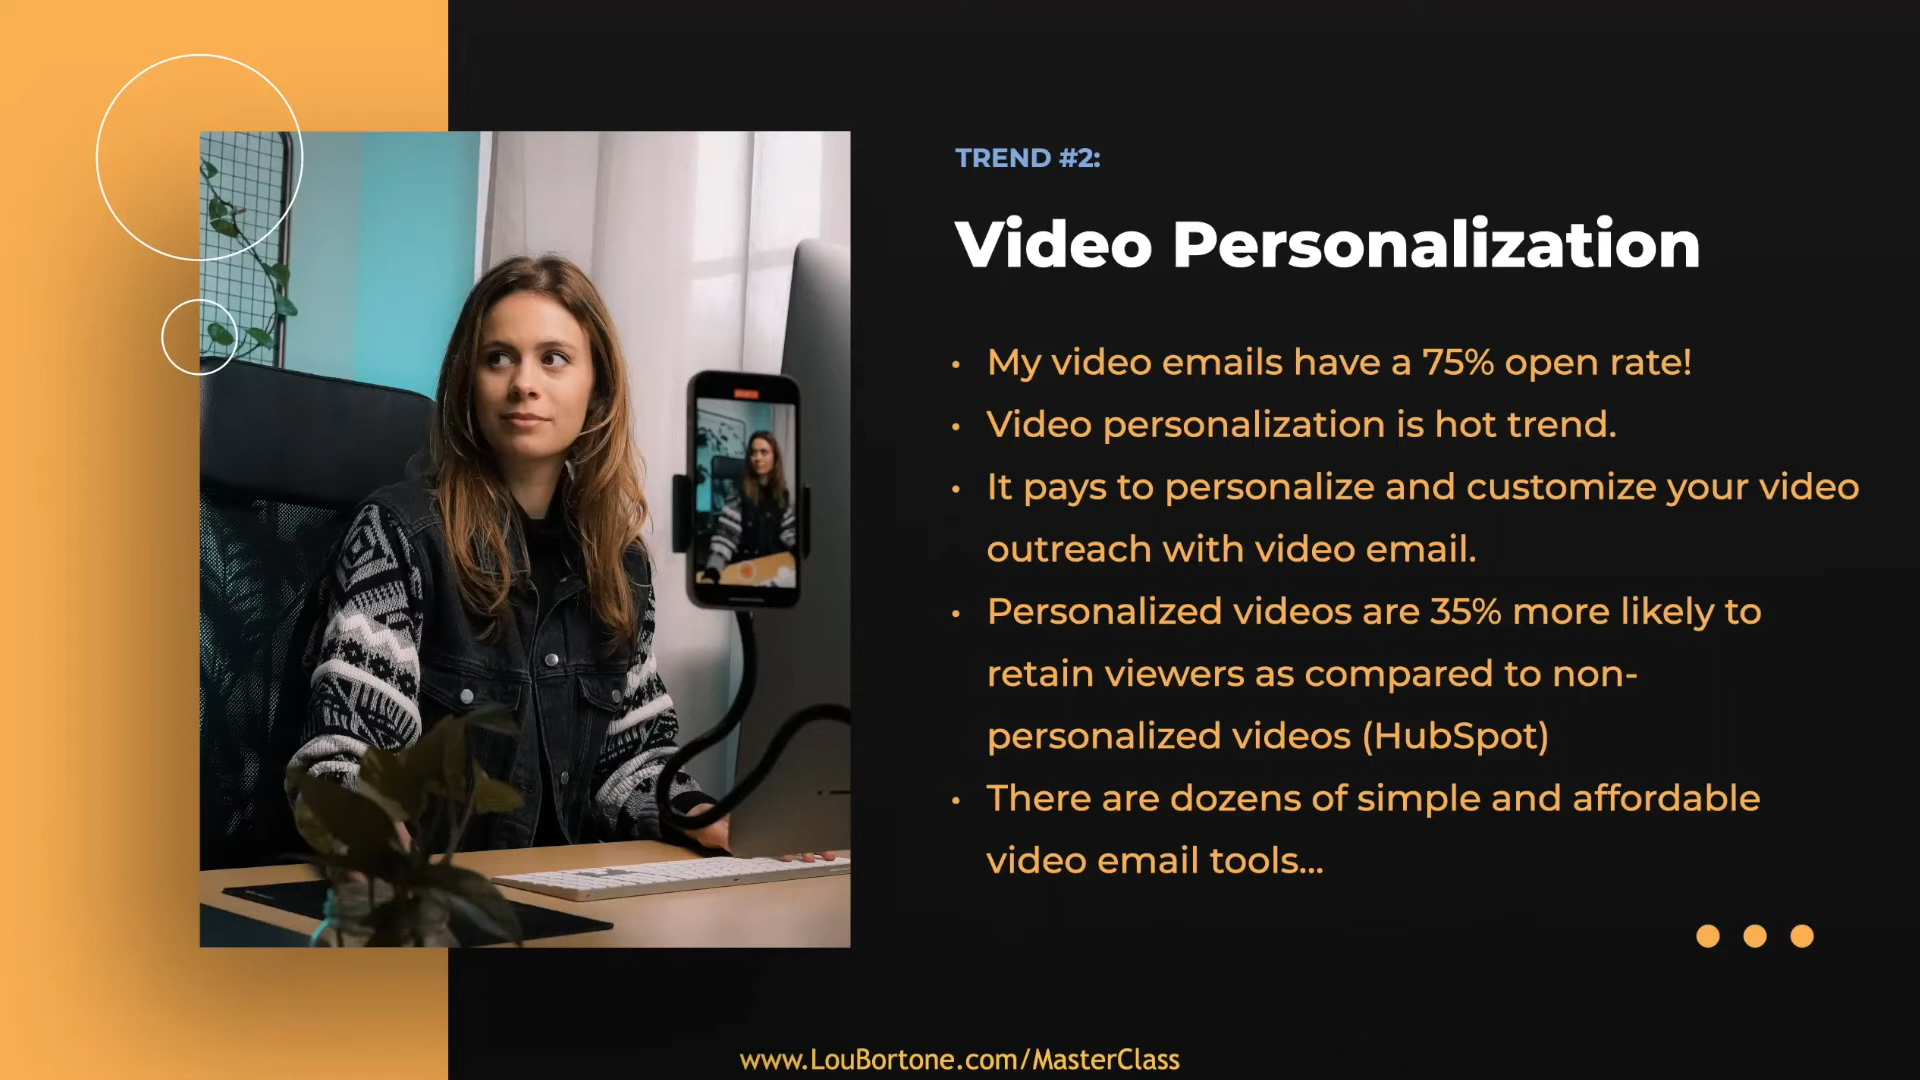 TREND #2:
Video Personalization
• My video emails have a 75% open rate!
• Video personalization is hot trend.
• It pays to personalize and customize your video
outreach with video email.
• Personalized videos are 35% more likely to
retain viewers as compared to non-
personalized videos (HubSpot)
• There are dozens of simple and affordable
video email tools...
www.LouBortone.com/MasterClass